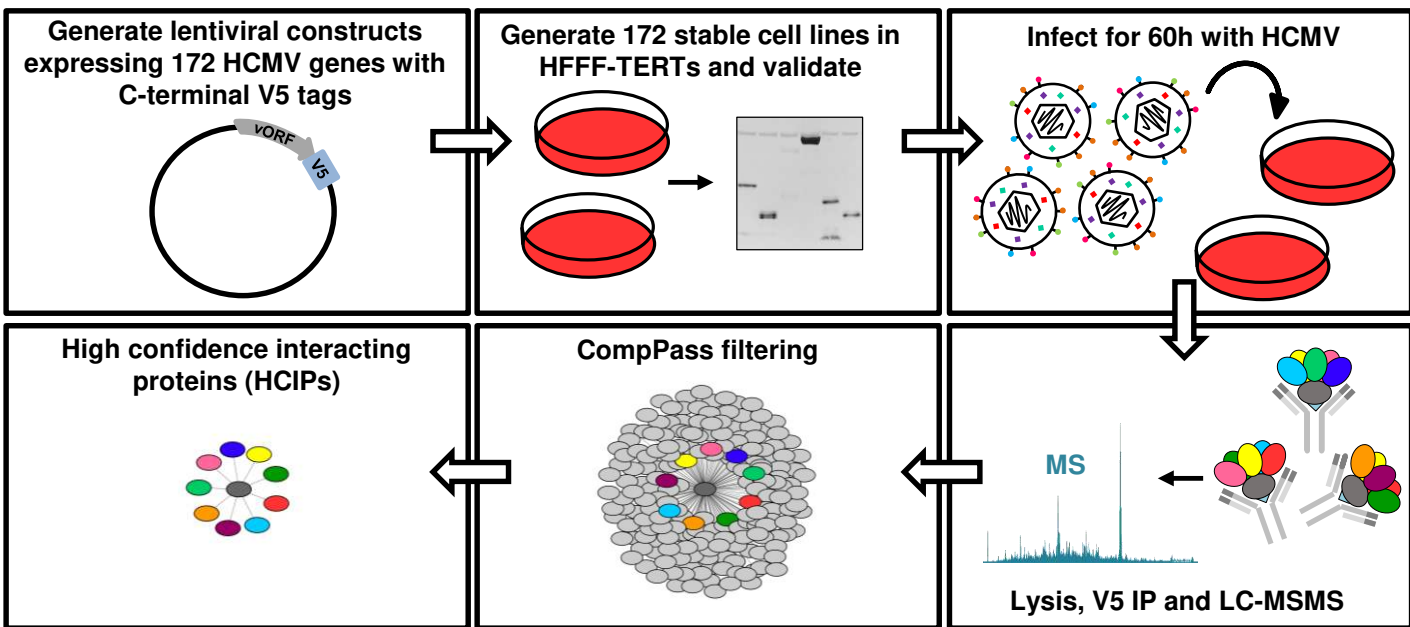 Generate lentiviral constructs
expressing 172 HCMV genes with
C-terminal V5 tags
vORF
V5
Generate 172 stable cell lines in
HFFF-TERTs and validate
Infect for 60h with HCMV
MS
Lysis, V5 IP and LC-MSMS
CompPass filtering
High confidence interacting
proteins (HCIPs)